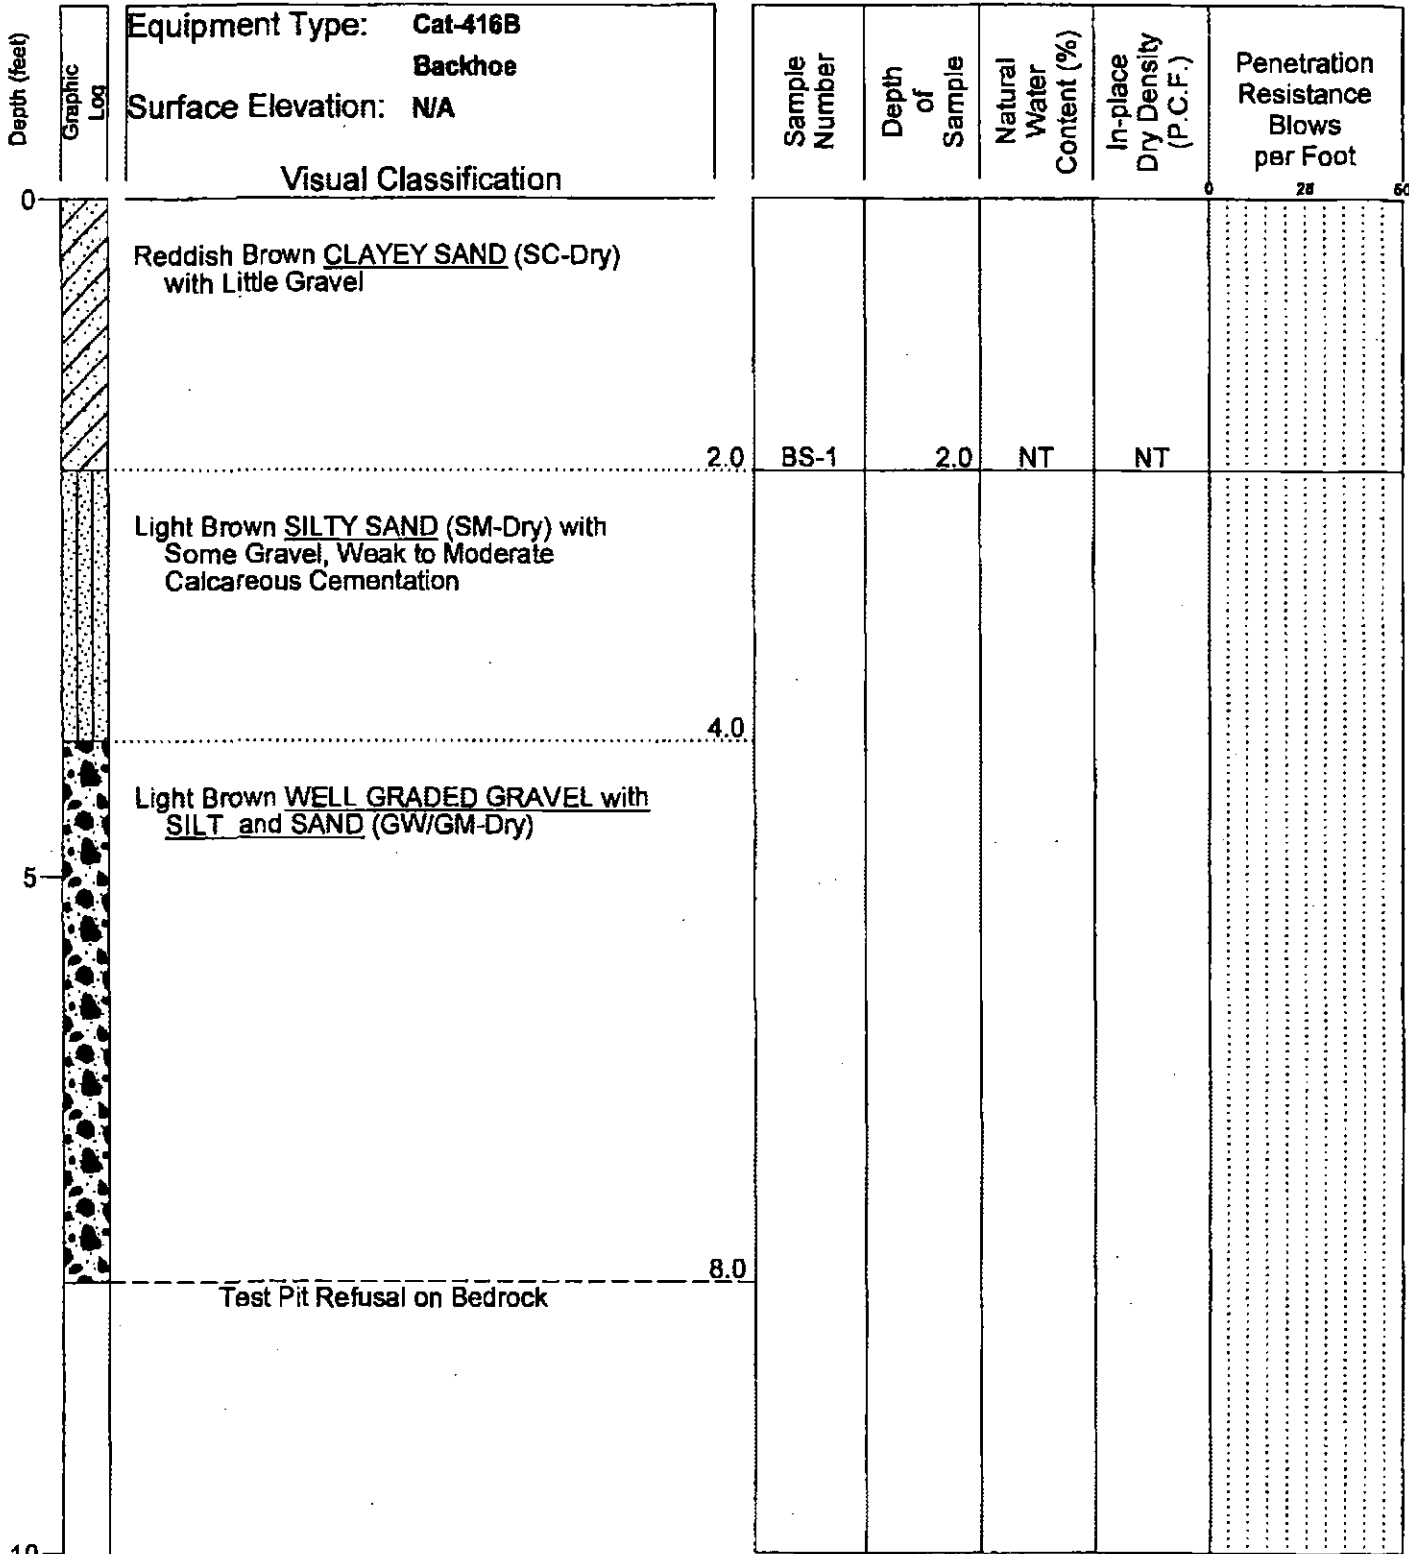 Equipment Type: Cat-416B
Backhoe
Surface Elevation: N/A
Visual Classification
Depth (feet)
Graphic
Log
Sample
Number
Depth
of
Sample
Natural
Water
Content (%)
In-place
Dry Density
(P.C.F.)
Penetration
Resistance
Blows
per Foot
0 28 60
0
Reddish Brown CLAYEY SAND (SC-Dry)
with Little Gravel
2.0 BS-1 2.0 NT NT
Light Brown SILTY SAND (SM-Dry) with
Some Gravel, Weak to Moderate
Calcareous Cementation
4.0
Light Brown WELL GRADED GRAVEL with
SILT and SAND (GW/GM-Dry)
5
8.0
Test Pit Refusal on Bedrock
10